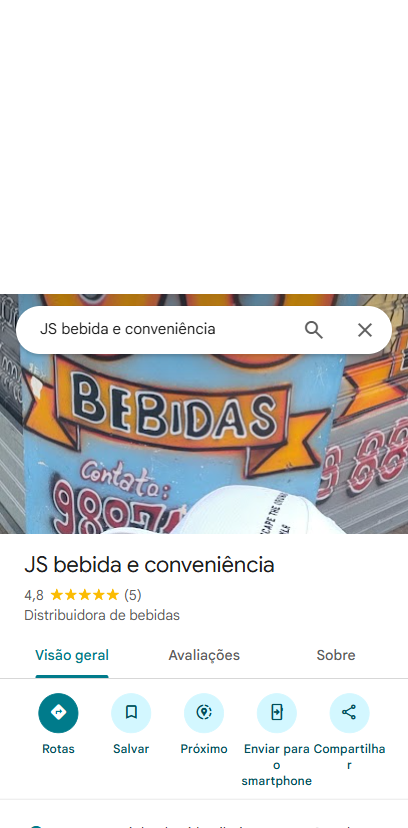 JS bebida e conveniência
BEBIDAS
Contato:
JS bebida e conveniência
4,8 (5)
Distribuidora de bebidas
Visão geral
Avaliações
Sobre
Rotas
Salvar
Próximo
Enviar para o smartphone
Compartilhar